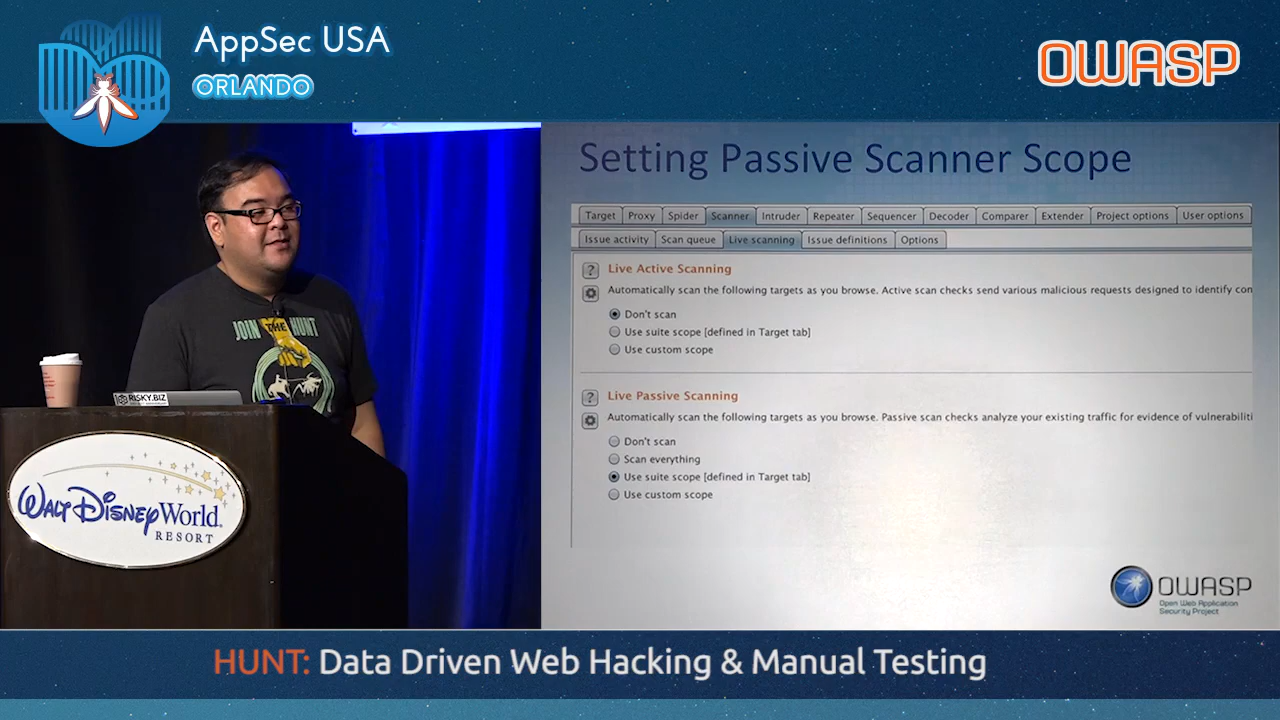 AppSec USA
ORLANDO
OWASP
JOIN THE HUNT
RISKY.BIZ
WALT DISNEY World.
RESORT
Setting Passive Scanner Scope
Target Proxy Spider Scanner Intruder Repeater Sequencer Decoder Comparer Extender Project options User options
Issue activity Scan queue Live scanning Issue definitions Options
? Live Active Scanning
Automatically scan the following targets as you browse. Active scan checks send various malicious requests designed to identify con
Don't scan
Use suite scope [defined in Target tab]
Use custom scope
? Live Passive Scanning
Automatically scan the following targets as you browse. Passive scan checks analyze your existing traffic for evidence of vulnerabiliti
Don't scan
Scan everything
Use suite scope [defined in Target tab]
Use custom scope
OWASP
Open Web Application
Security Project
HUNT: Data Driven Web Hacking & Manual Testing